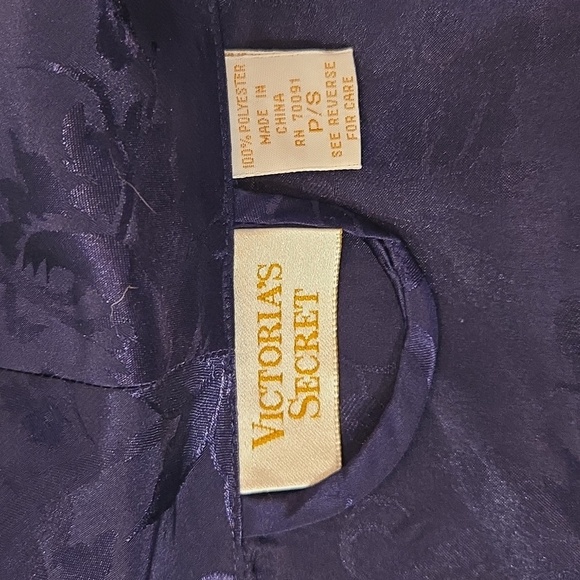 100% POLYESTER
MADE IN
CHINA
RN 70091
P/S
SEE REVERSE
FOR CARE
VICTORIA'S
SECRET